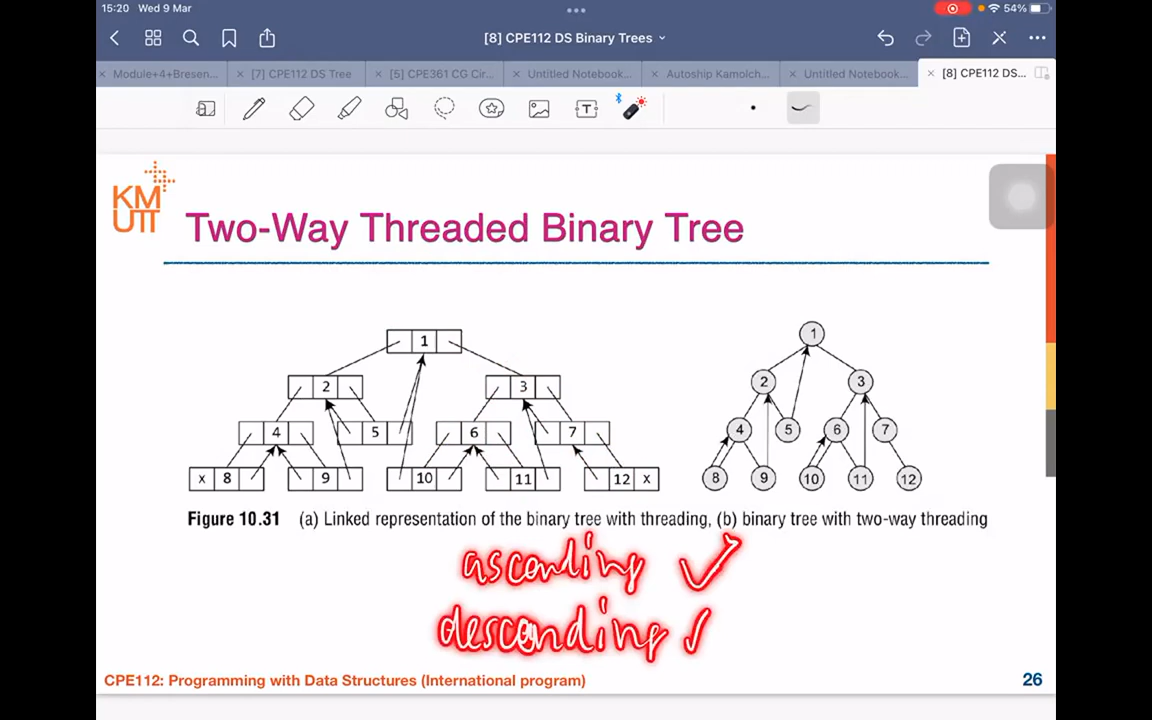 15:20 Wed 9 Mar
54%
[8] CPE112 DS Binary Trees
Module+4+Bresen...
[7] CPE112 DS Tree
[5] CPE361 CG Cir...
Untitled Notebook...
Autoship Kamolch...
Untitled Notebook...
[8] CPE112 DS...
T
KM
UTT
Two-Way Threaded Binary Tree
1
2 3
4 5 6 7
x 8 9 10 11 12 x
1
2 3
4 5 6 7
8 9 10 11 12
Figure 10.31 (a) Linked representation of the binary tree with threading, (b) binary tree with two-way threading
ascending ✓
descending ✓
CPE112: Programming with Data Structures (International program)
26